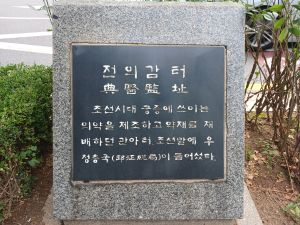 전의감 터
典醫監址
조선시대 궁중에 쓰이는
의약을 제조하고 약재를 재
배하던 관아 터. 조선말에 우
정총국(郵征總局)이 들어섰다.